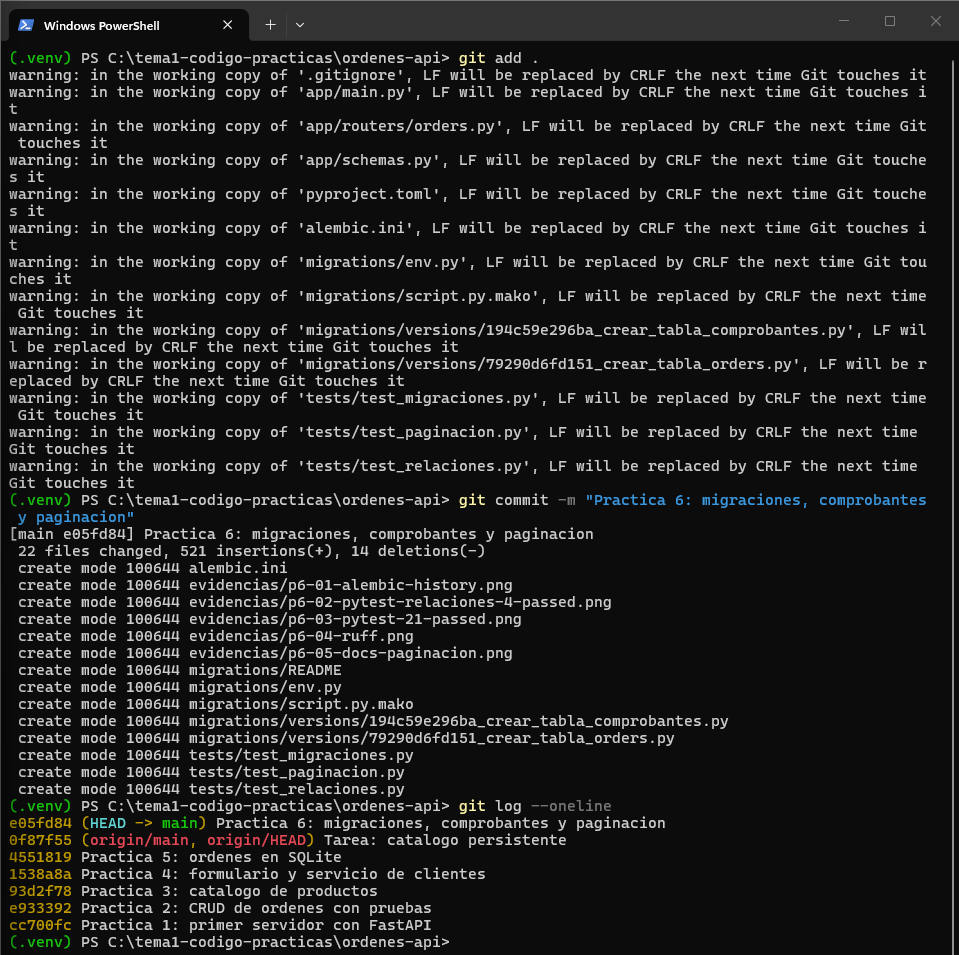 Windows PowerShell
(.venv) PS C:\tema1-codigo-practicas\ordenes-api> git add .
warning: in the working copy of '.gitignore', LF will be replaced by CRLF the next time Git touches it
warning: in the working copy of 'app/main.py', LF will be replaced by CRLF the next time Git touches i
t
warning: in the working copy of 'app/routers/orders.py', LF will be replaced by CRLF the next time Git
 touches it
warning: in the working copy of 'app/schemas.py', LF will be replaced by CRLF the next time Git touche
s it
warning: in the working copy of 'pyproject.toml', LF will be replaced by CRLF the next time Git touche
s it
warning: in the working copy of 'alembic.ini', LF will be replaced by CRLF the next time Git touches i
t
warning: in the working copy of 'migrations/env.py', LF will be replaced by CRLF the next time Git tou
ches it
warning: in the working copy of 'migrations/script.py.mako', LF will be replaced by CRLF the next time
 Git touches it
warning: in the working copy of 'migrations/versions/194c59e296ba_crear_tabla_comprobantes.py', LF wil
l be replaced by CRLF the next time Git touches it
warning: in the working copy of 'migrations/versions/79290d6fd151_crear_tabla_orders.py', LF will be r
eplaced by CRLF the next time Git touches it
warning: in the working copy of 'tests/test_migraciones.py', LF will be replaced by CRLF the next time
 Git touches it
warning: in the working copy of 'tests/test_paginacion.py', LF will be replaced by CRLF the next time
Git touches it
warning: in the working copy of 'tests/test_relaciones.py', LF will be replaced by CRLF the next time
Git touches it
(.venv) PS C:\tema1-codigo-practicas\ordenes-api> git commit -m "Practica 6: migraciones, comprobantes
 y paginacion"
[main e05fd84] Practica 6: migraciones, comprobantes y paginacion
 22 files changed, 521 insertions(+), 14 deletions(-)
 create mode 100644 alembic.ini
 create mode 100644 evidencias/p6-01-alembic-history.png
 create mode 100644 evidencias/p6-02-pytest-relaciones-4-passed.png
 create mode 100644 evidencias/p6-03-pytest-21-passed.png
 create mode 100644 evidencias/p6-04-ruff.png
 create mode 100644 evidencias/p6-05-docs-paginacion.png
 create mode 100644 migrations/README
 create mode 100644 migrations/env.py
 create mode 100644 migrations/script.py.mako
 create mode 100644 migrations/versions/194c59e296ba_crear_tabla_comprobantes.py
 create mode 100644 migrations/versions/79290d6fd151_crear_tabla_orders.py
 create mode 100644 tests/test_migraciones.py
 create mode 100644 tests/test_paginacion.py
 create mode 100644 tests/test_relaciones.py
(.venv) PS C:\tema1-codigo-practicas\ordenes-api> git log --oneline
e05fd84 (HEAD -> main) Practica 6: migraciones, comprobantes y paginacion
0f87f55 (origin/main, origin/HEAD) Tarea: catalogo persistente
4551819 Practica 5: ordenes en SQLite
1538a8a Practica 4: formulario y servicio de clientes
93d2f78 Practica 3: catalogo de productos
e933392 Practica 2: CRUD de ordenes con pruebas
cc700fc Practica 1: primer servidor con FastAPI
(.venv) PS C:\tema1-codigo-practicas\ordenes-api>